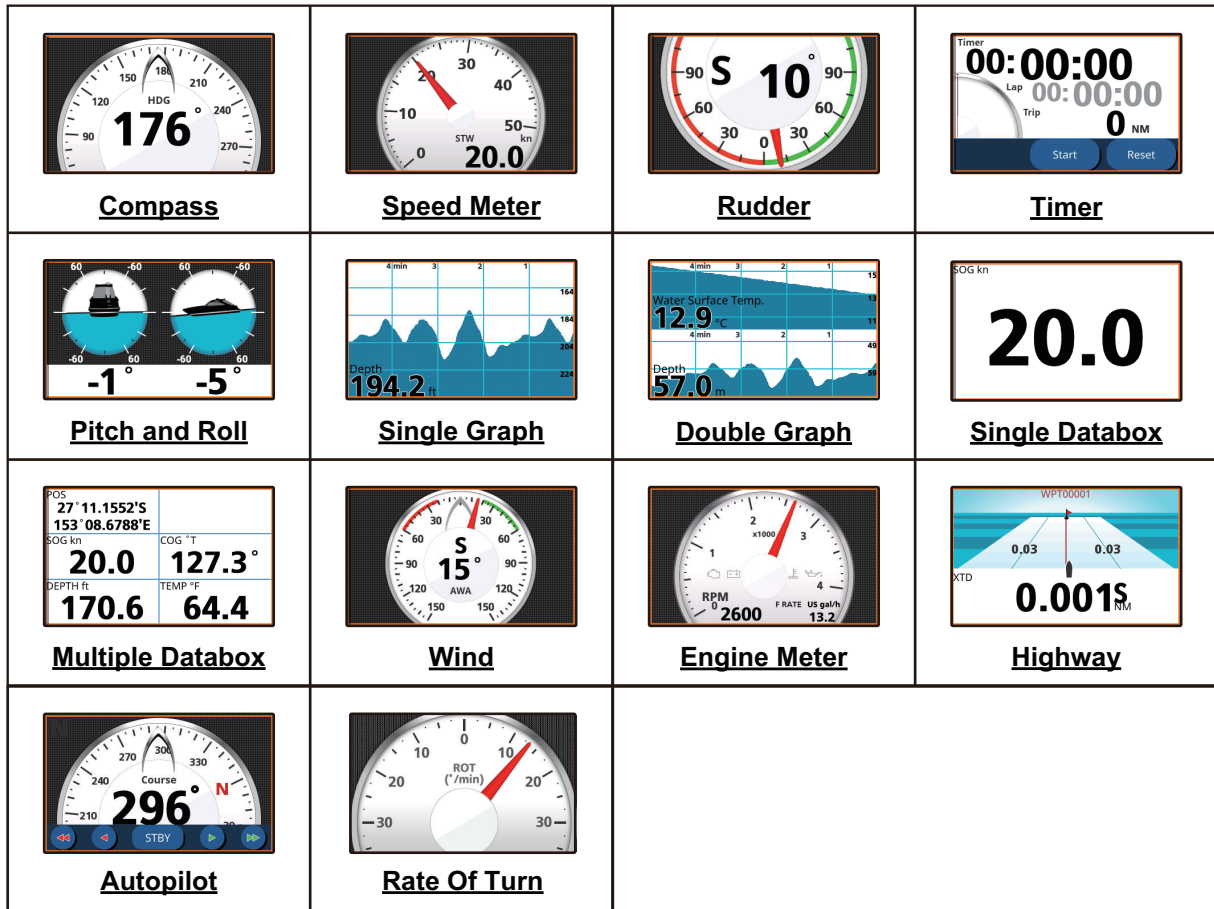 150 180 210
120 240
90 270
HDG
176°
Compass
30
20 40
10 50
kn
STW
0 20.0
Speed Meter
S 10°
90 90
60 60
30 0 30
Rudder
Timer
00:00:00
Lap 00:00:00
Trip
0 NM
Start Reset
Timer
60 -60 60 -60
-60 60 -60 60
-1° -5°
Pitch and Roll
4 min 3 2 1
164
184
204
224
Depth
194.2 ft
Single Graph
4 min 3 2 1
15
Water Surface Temp. 13
12.9 °C 11
4 min 3 2 1
49
Depth 59
57.0 m
Double Graph
SOG kn
20.0
Single Databox
POS
27°11.1552'S
153°08.6788'E
SOG kn COG °T
20.0 127.3°
DEPTH ft TEMP °F
170.6 64.4
Multiple Databox
30 30
60 60
S
90 15° 90
AWA
120 120
150 150
Wind
2 3
x1000
1 4
RPM
0 2600
F RATE US gal/h
13.2
Engine Meter
WPT00001
0.03 0.03
XTD
0.001 S
NM
Highway
N
270 300 330
240 N
210 30
Course
296°
STBY
Autopilot
0
10 10
ROT
(°/min)
20 20
30 30
Rate Of Turn